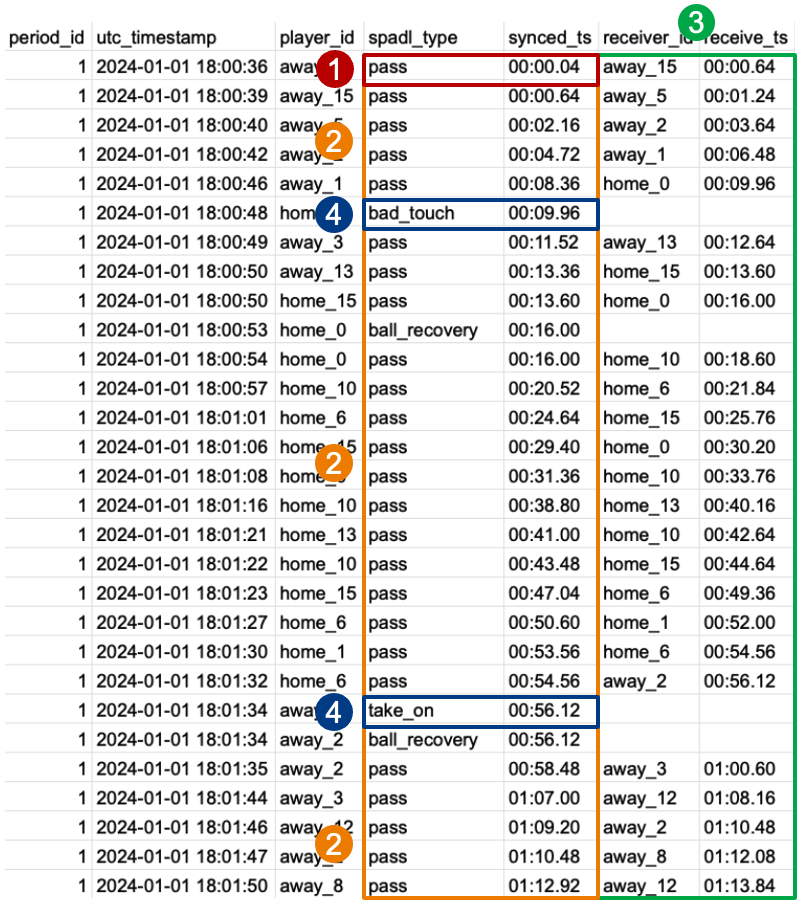 3
period_id utc_timestamp player_id spadl_type synced_ts receiver_id receive_ts
1 2024-01-01 18:00:36 away 1 pass 00:00.04 away_15 00:00.64
1 2024-01-01 18:00:39 away_15 pass 00:00.64 away_5 00:01.24
1 2024-01-01 18:00:40 away_5 pass 00:02.16 away_2 00:03.64
2
1 2024-01-01 18:00:42 away_2 pass 00:04.72 away_1 00:06.48
1 2024-01-01 18:00:46 away_1 pass 00:08.36 home_0 00:09.96
1 2024-01-01 18:00:48 hom 4 bad_touch 00:09.96
1 2024-01-01 18:00:49 away_3 pass 00:11.52 away_13 00:12.64
1 2024-01-01 18:00:50 away_13 pass 00:13.36 home_15 00:13.60
1 2024-01-01 18:00:50 home_15 pass 00:13.60 home_0 00:16.00
1 2024-01-01 18:00:53 home_0 ball_recovery 00:16.00
1 2024-01-01 18:00:54 home_0 pass 00:16.00 home_10 00:18.60
1 2024-01-01 18:00:57 home_10 pass 00:20.52 home_6 00:21.84
1 2024-01-01 18:01:01 home_6 pass 00:24.64 home_15 00:25.76
1 2024-01-01 18:01:06 home_15 pass 00:29.40 home_0 00:30.20
2
1 2024-01-01 18:01:08 home_0 pass 00:31.36 home_10 00:33.76
1 2024-01-01 18:01:16 home_10 pass 00:38.80 home_13 00:40.16
1 2024-01-01 18:01:21 home_13 pass 00:41.00 home_10 00:42.64
1 2024-01-01 18:01:22 home_10 pass 00:43.48 home_15 00:44.64
1 2024-01-01 18:01:23 home_15 pass 00:47.04 home_6 00:49.36
1 2024-01-01 18:01:27 home_6 pass 00:50.60 home_1 00:52.00
1 2024-01-01 18:01:30 home_1 pass 00:53.56 home_6 00:54.56
1 2024-01-01 18:01:32 home_6 pass 00:54.56 away_2 00:56.12
1 2024-01-01 18:01:34 away 4 take_on 00:56.12
1 2024-01-01 18:01:34 away_2 ball_recovery 00:56.12
1 2024-01-01 18:01:35 away_2 pass 00:58.48 away_3 01:00.60
1 2024-01-01 18:01:44 away_3 pass 01:07.00 away_12 01:08.16
1 2024-01-01 18:01:46 away_12 pass 01:09.20 away_2 01:10.48
2
1 2024-01-01 18:01:47 away_2 pass 01:10.48 away_8 01:12.08
1 2024-01-01 18:01:50 away_8 pass 01:12.92 away_12 01:13.84